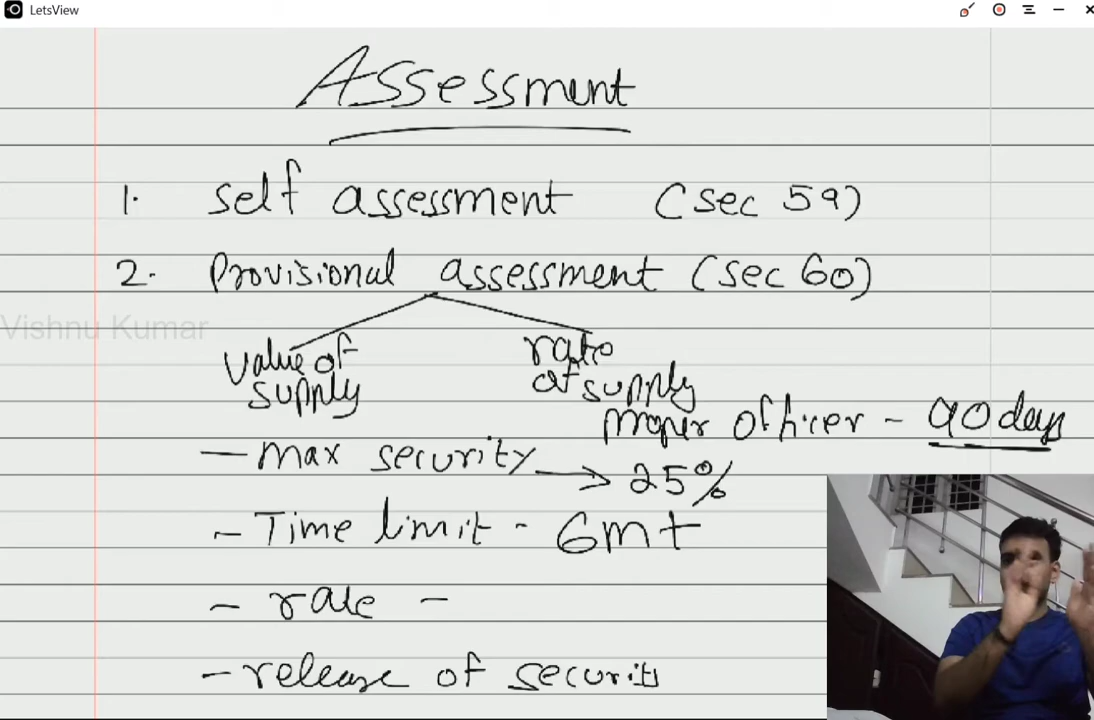 LetsView
Assessment
1. Self assessment (sec 59)
2. Provisional assessment (sec 60)
Vishnu Kumar
value of supply
rate of supply
proper officer - 90 days
- max security → 25%
- Time limit - 6mt
- rate -
- release of security